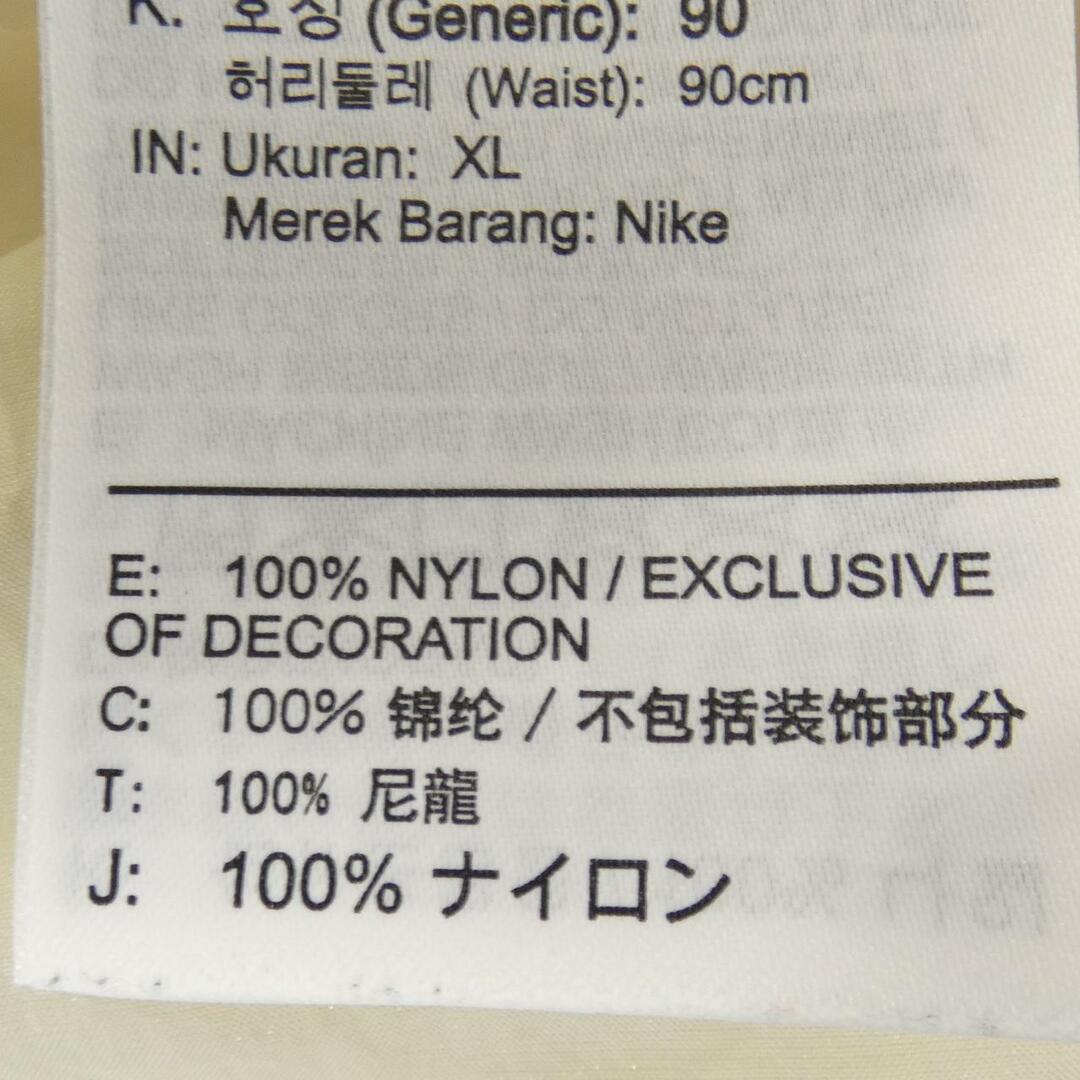 K: 호칭 (Generic): 90
허리둘레 (Waist): 90cm
IN: Ukuran: XL
Merek Barang: Nike
E: 100% NYLON / EXCLUSIVE
OF DECORATION
C: 100% 锦纶 / 不包括装饰部分
T: 100% 尼龍
J: 100% ナイロン